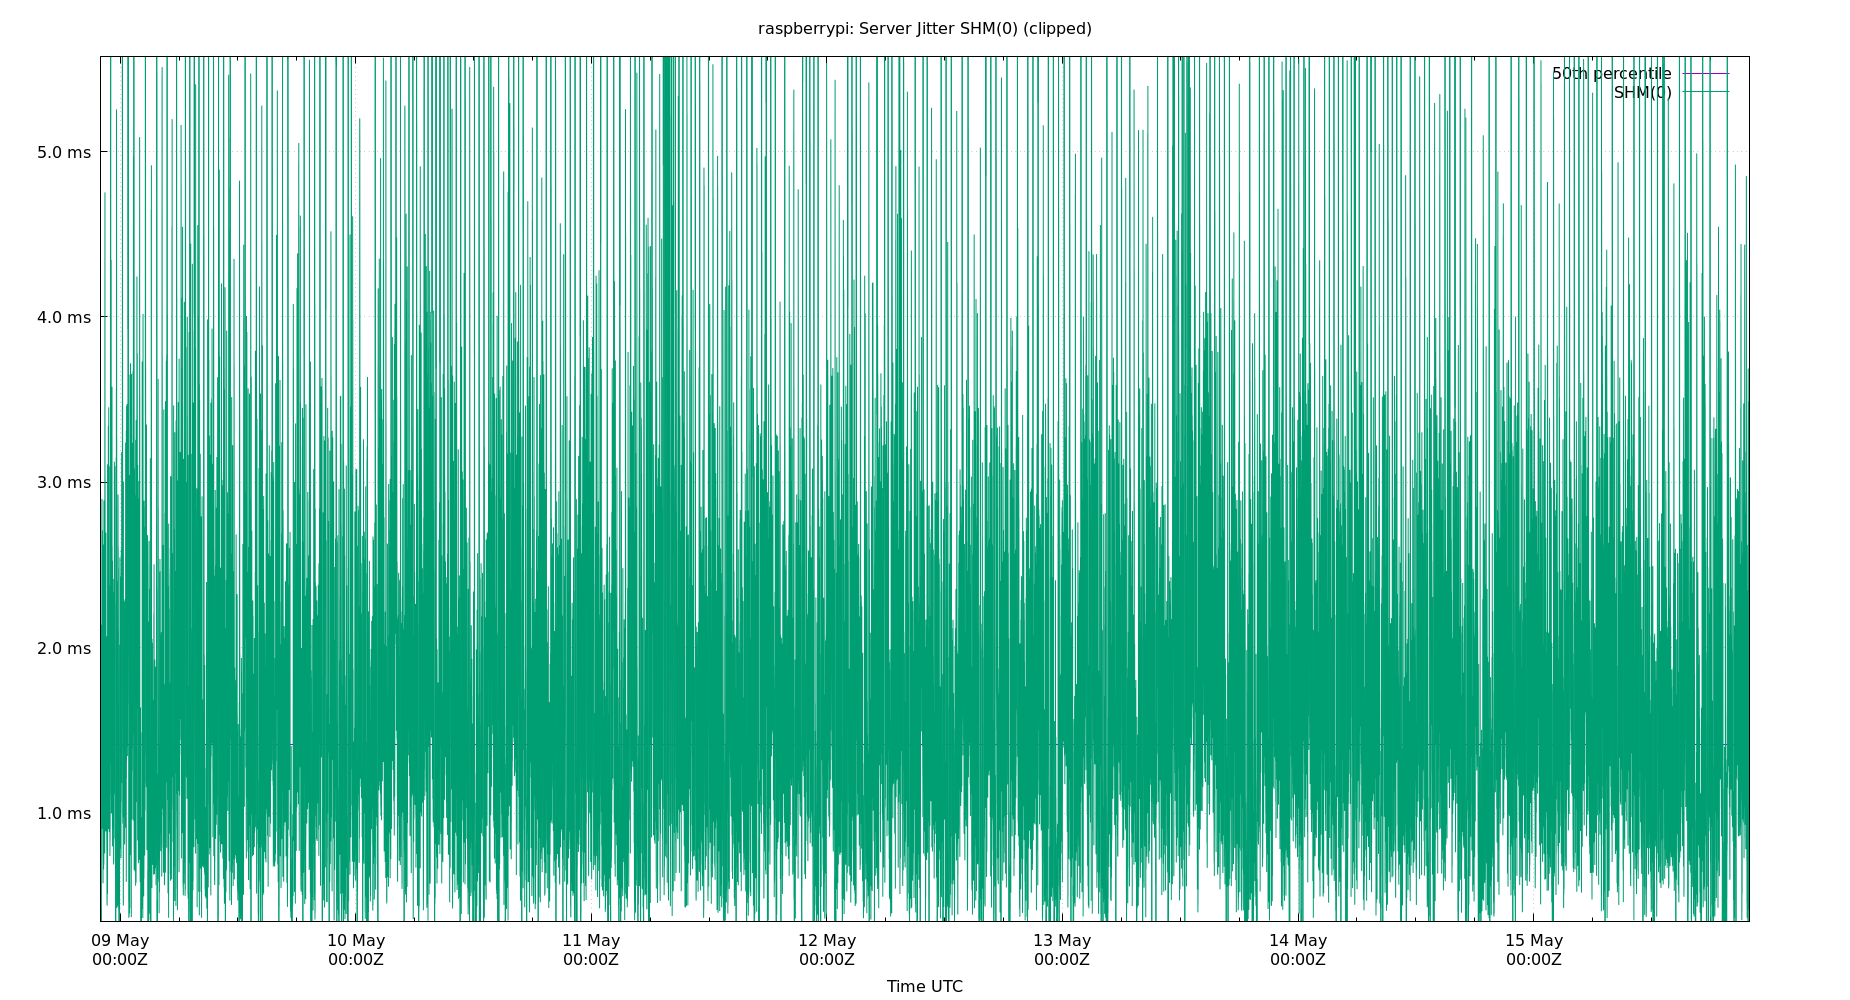 raspberrypi: Server Jitter SHM(0) (clipped)
50th percentile
SHM(0)
5.0 ms
4.0 ms
3.0 ms
2.0 ms
1.0 ms
09 May 10 May 11 May 12 May 13 May 14 May 15 May
00:00Z 00:00Z 00:00Z 00:00Z 00:00Z 00:00Z 00:00Z
Time UTC